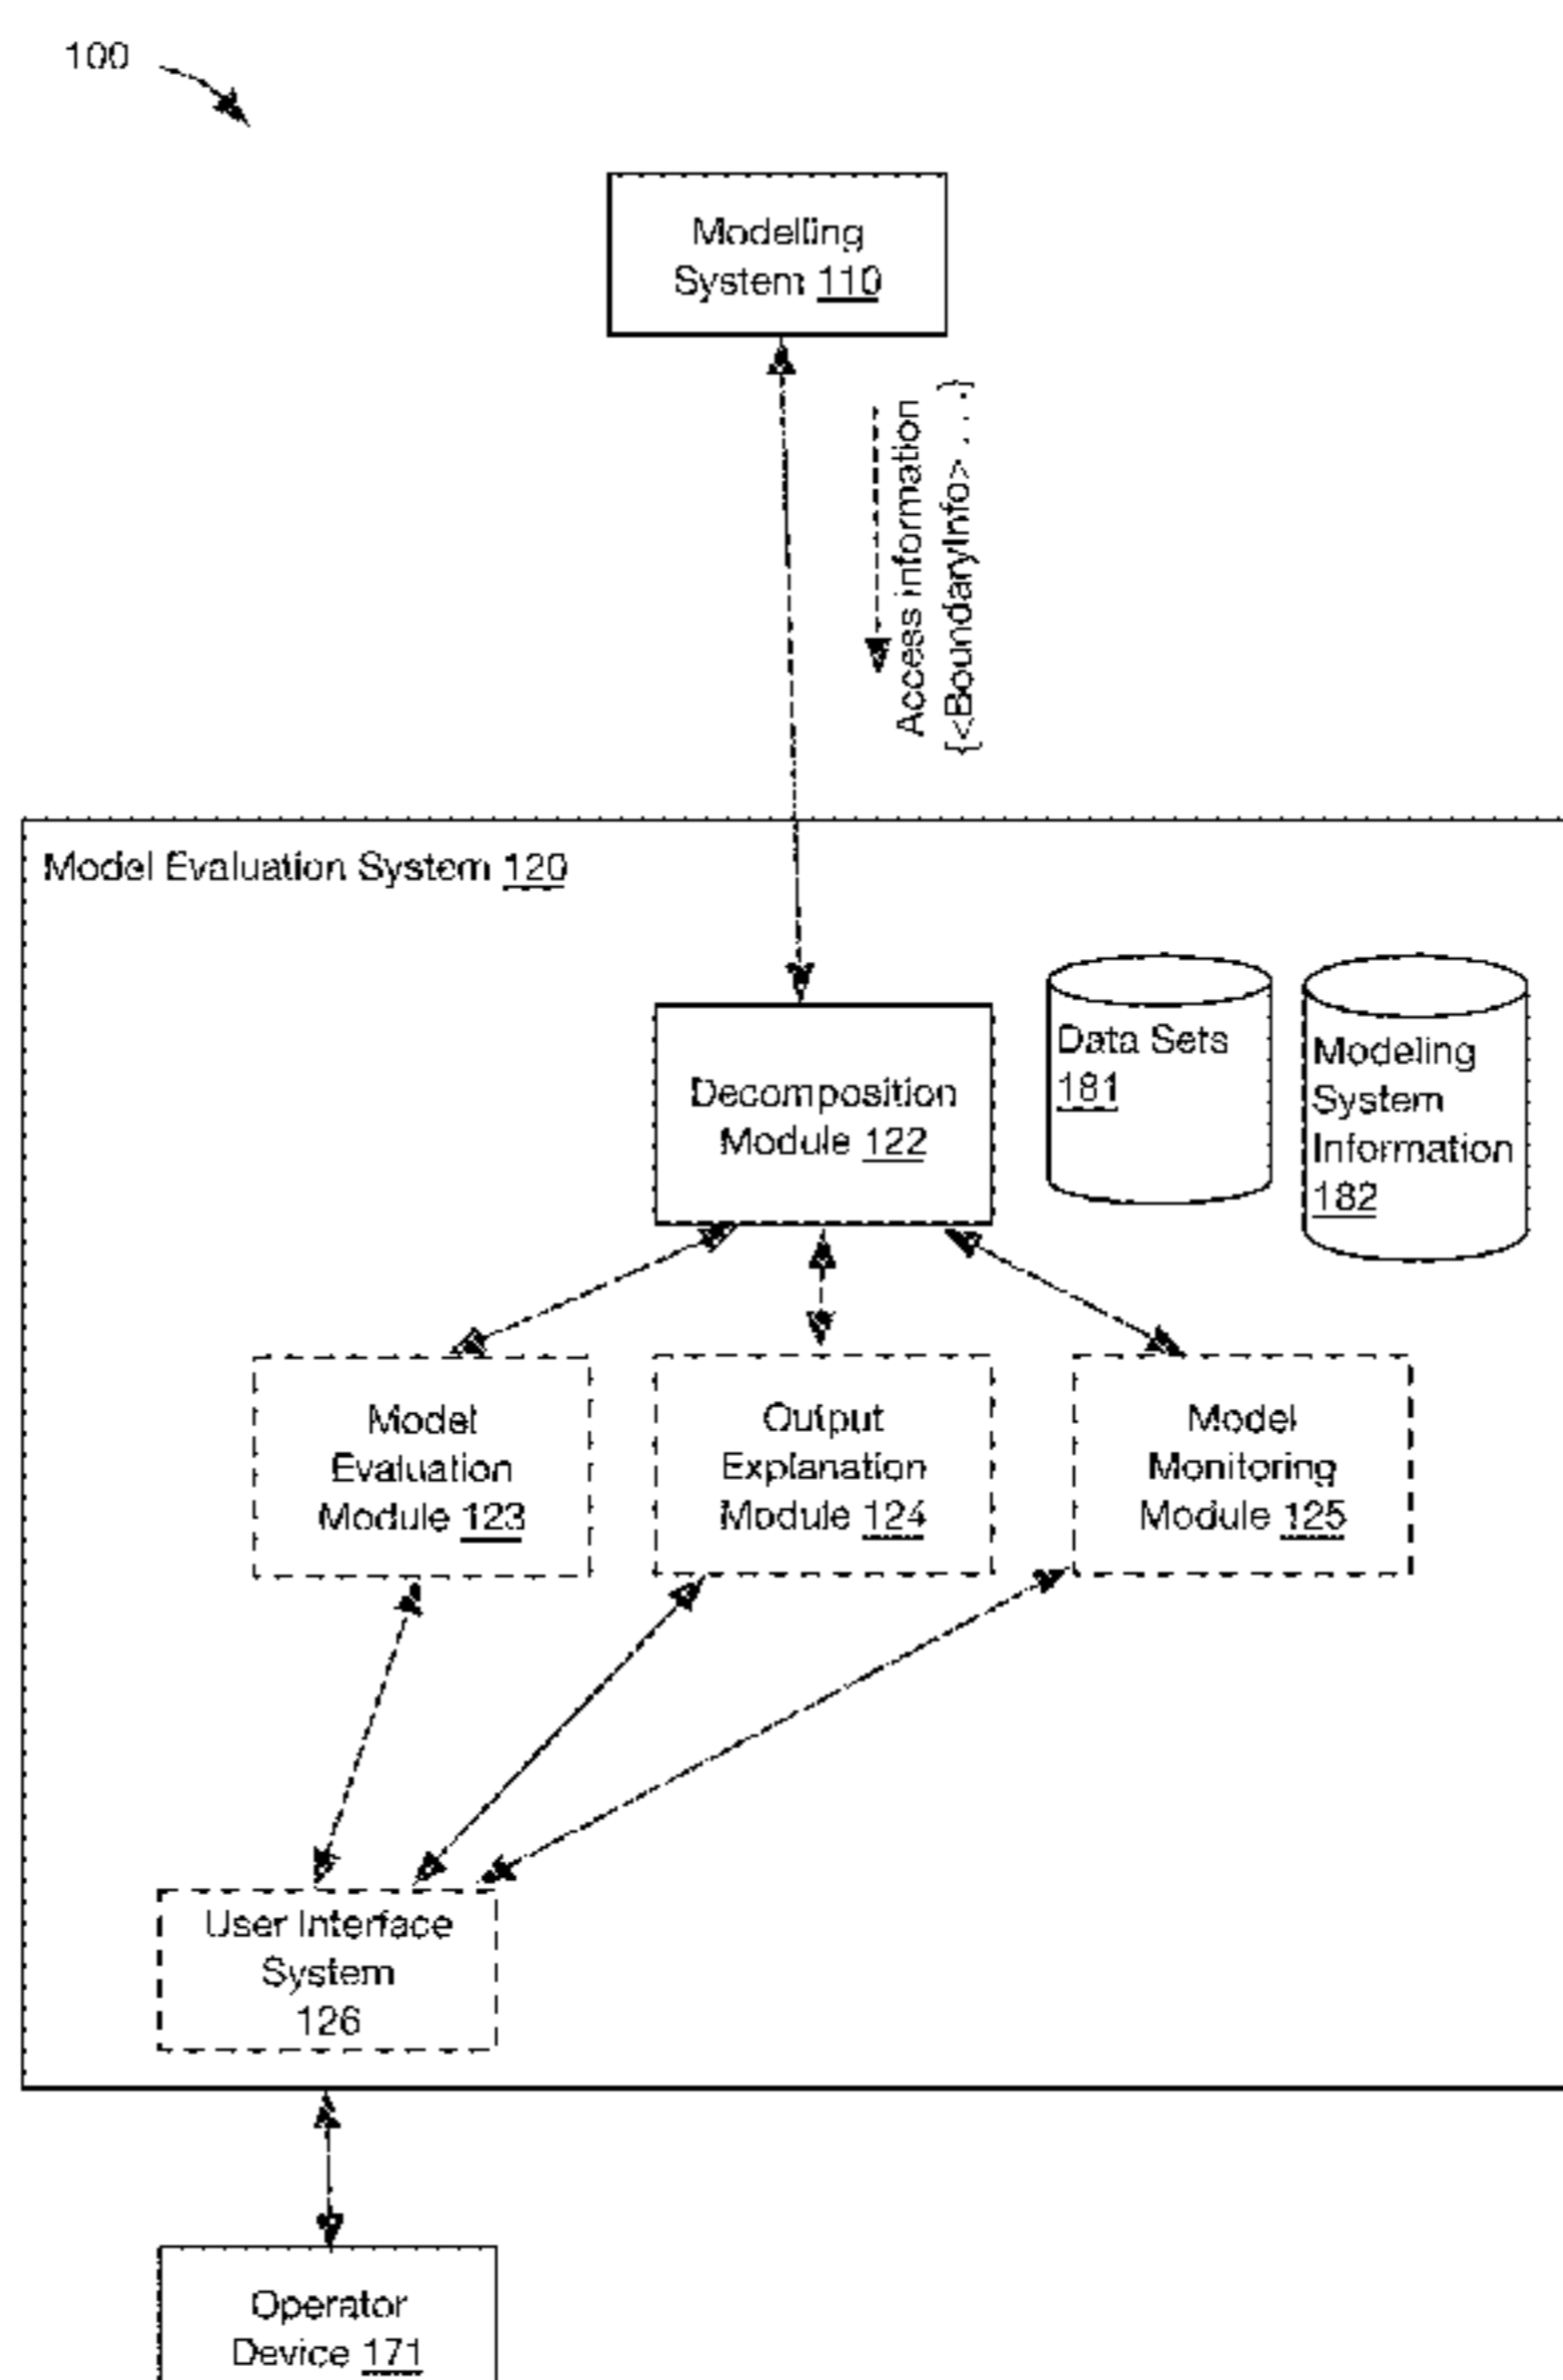 100
Modelling
System 110
Access information
{<BoundaryInfo> . . .}
Model Evaluation System 120
Decomposition
Module 122
Data Sets
181
Modeling
System
Information
182
Model
Evaluation
Module 123
Output
Explanation
Module 124
Model
Monitoring
Module 125
User Interface
System
126
Operator
Device 171